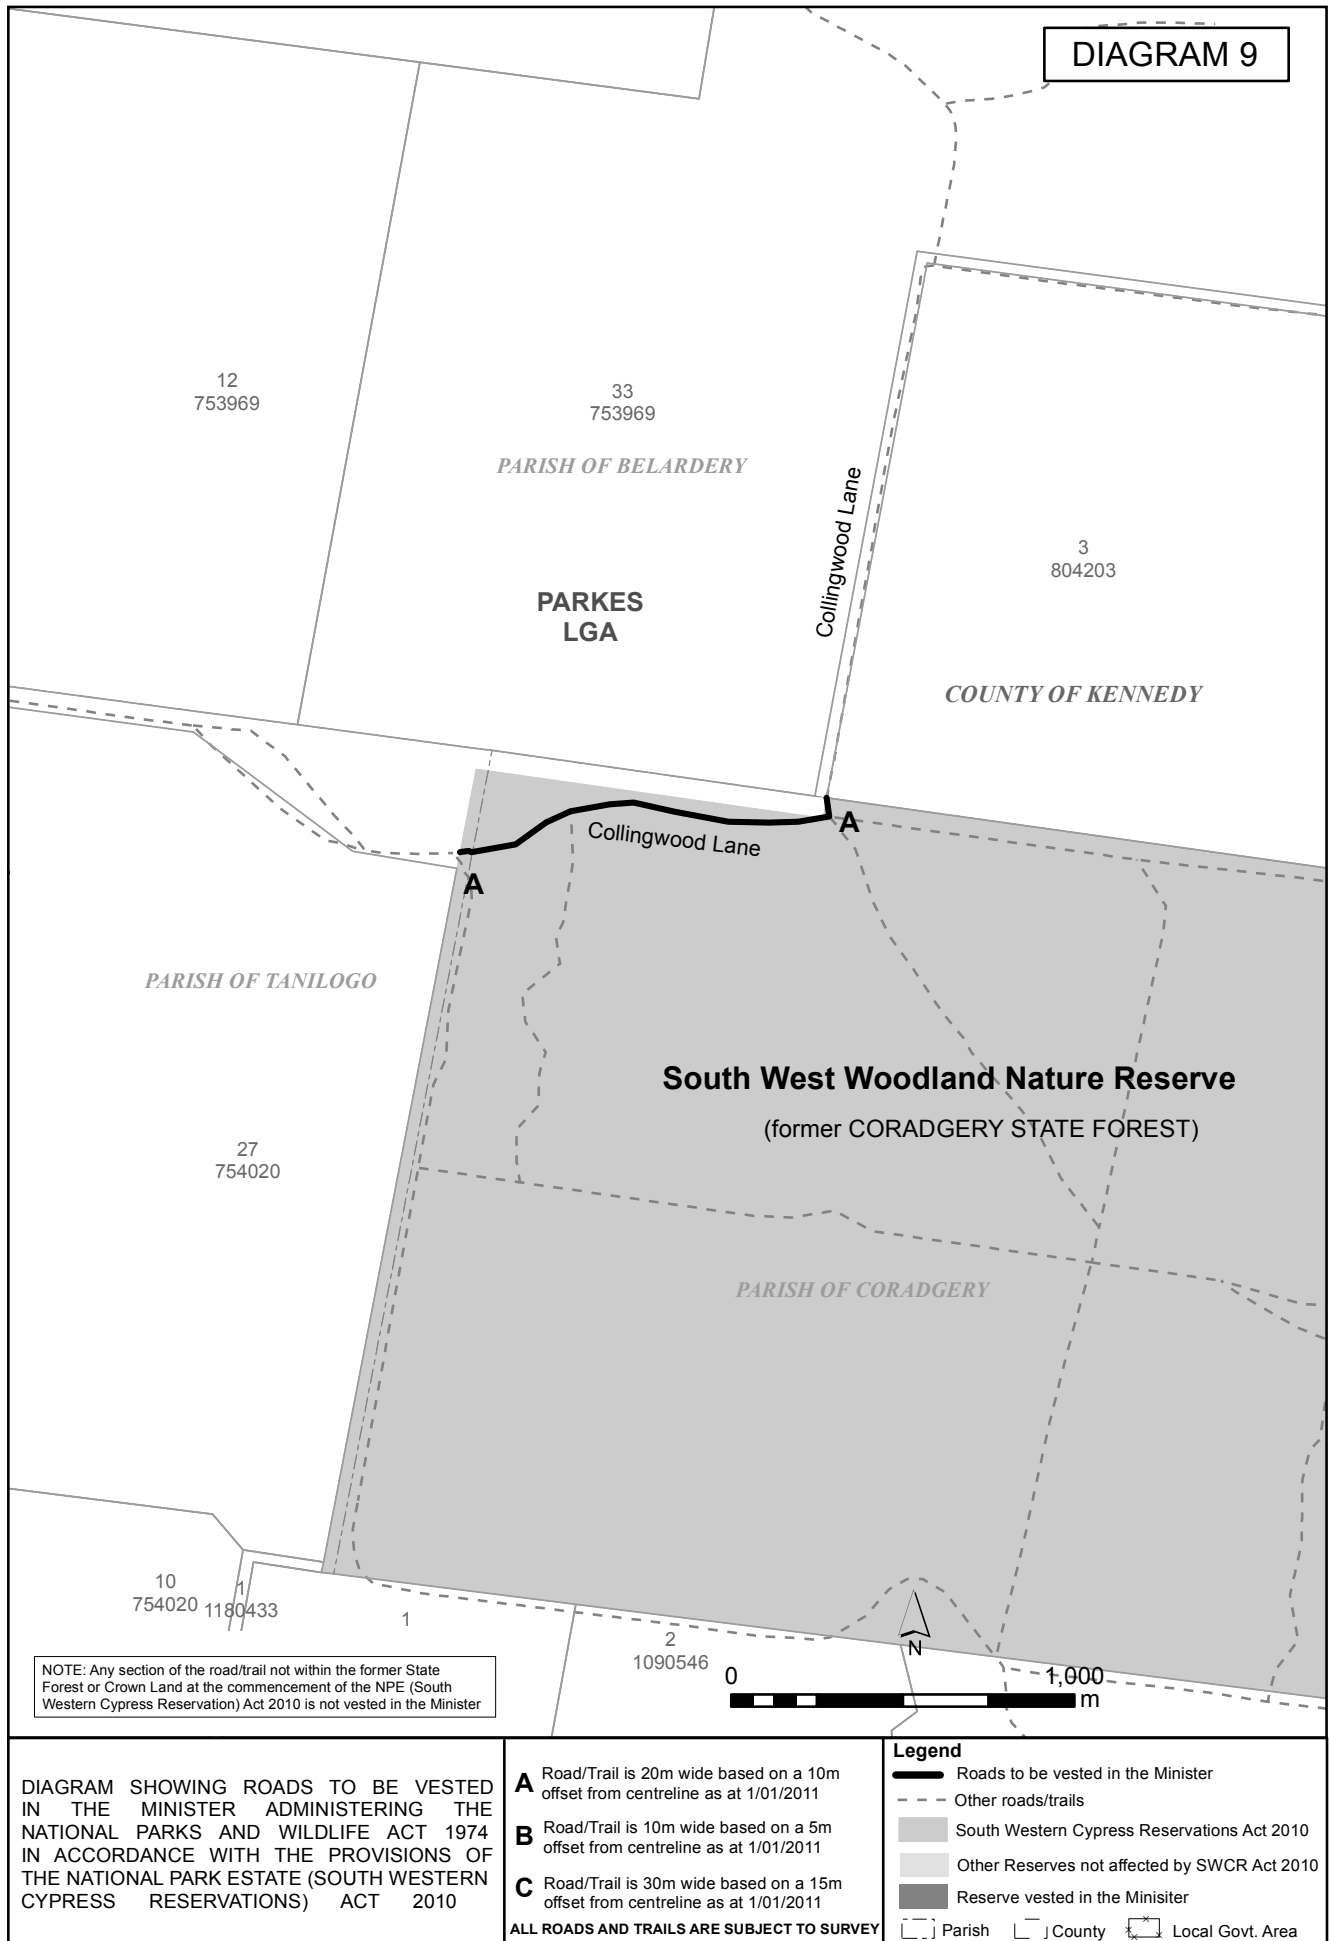 DIAGRAM 9
12
753969
33
753969
PARISH OF BELARDERY
Collingwood Lane
3
804203
PARKES
LGA
COUNTY OF KENNEDY
A
Collingwood Lane
A
PARISH OF TANILOGO
South West Woodland Nature Reserve
(former CORADGERY STATE FOREST)
27
754020
PARISH OF CORADGERY
10
754020
1
1180433
1
2
1090546
N
0 1,000
m
NOTE: Any section of the road/trail not within the former State
Forest or Crown Land at the commencement of the NPE (South
Western Cypress Reservation) Act 2010 is not vested in the Minister
DIAGRAM SHOWING ROADS TO BE VESTED
IN THE MINISTER ADMINISTERING THE
NATIONAL PARKS AND WILDLIFE ACT 1974
IN ACCORDANCE WITH THE PROVISIONS OF
THE NATIONAL PARK ESTATE (SOUTH WESTERN
CYPRESS RESERVATIONS) ACT 2010
A Road/Trail is 20m wide based on a 10m
offset from centreline as at 1/01/2011
B Road/Trail is 10m wide based on a 5m
offset from centreline as at 1/01/2011
C Road/Trail is 30m wide based on a 15m
offset from centreline as at 1/01/2011
ALL ROADS AND TRAILS ARE SUBJECT TO SURVEY
Legend
Roads to be vested in the Minister
Other roads/trails
South Western Cypress Reservations Act 2010
Other Reserves not affected by SWCR Act 2010
Reserve vested in the Minisiter
Parish County Local Govt. Area